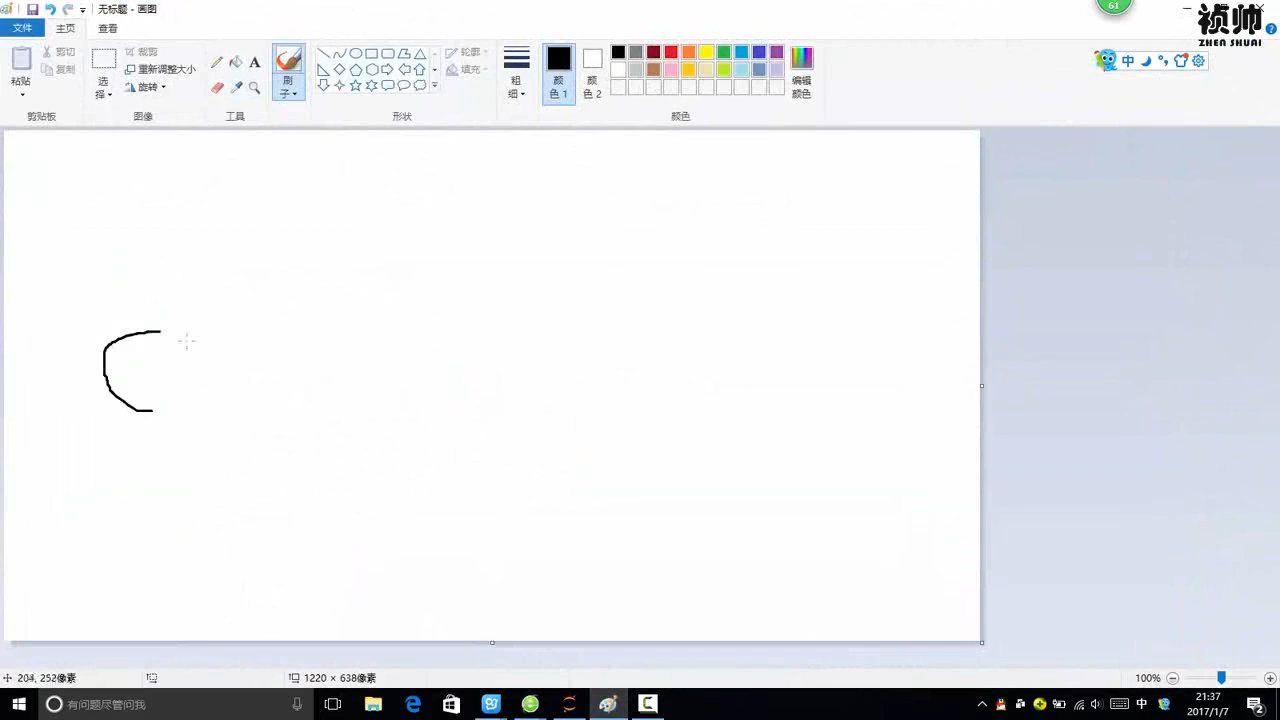 61
无标题 - 画图
祯帅
ZHEN SHUAI
文件 主页 查看
粘贴
剪切
复制
选择
裁剪
重新调整大小
旋转
A
刷子
轮廓
填充
粗细
颜色 1
颜色 2
编辑颜色
中
剪贴板 图像 工具 形状 颜色
204, 252像素 1220 × 638像素 100%
有问题尽管问我
中
21:37
2017/1/7
2